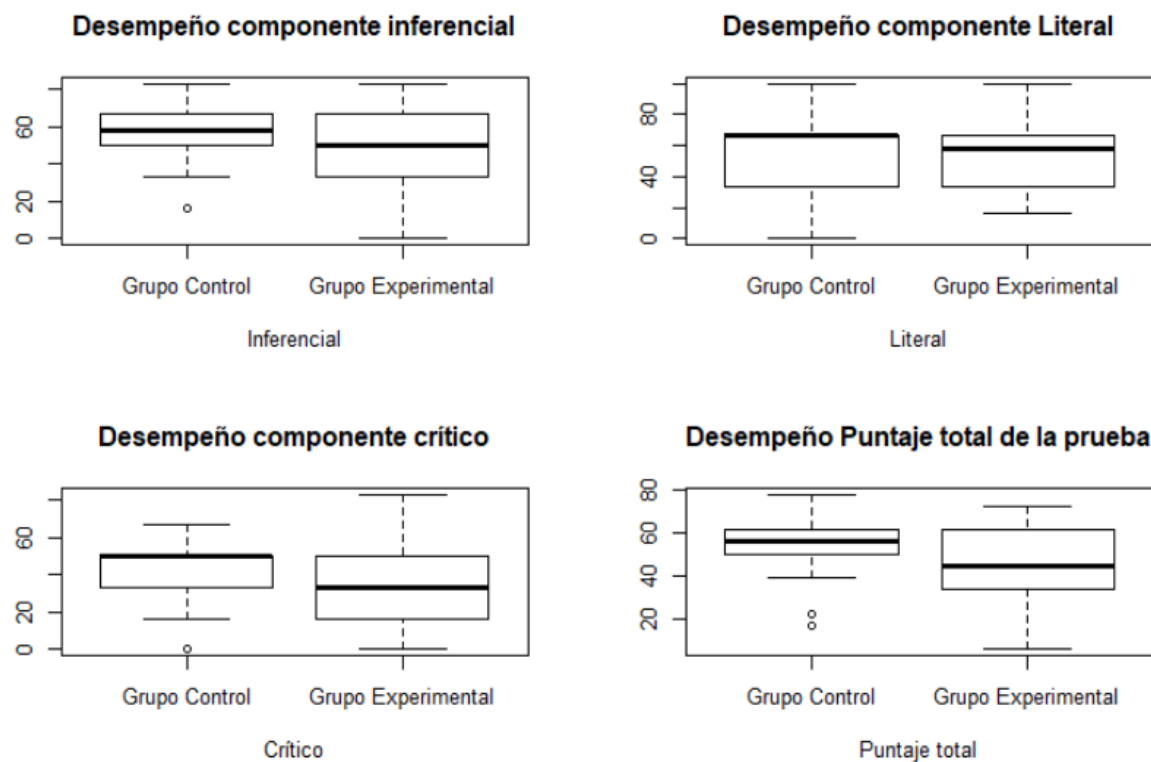 Desempeño componente inferencial
0
20
60
Grupo Control
Grupo Experimental
Inferencial
Desempeño componente Literal
0
40
80
Grupo Control
Grupo Experimental
Literal
Desempeño componente crítico
0
20
60
Grupo Control
Grupo Experimental
Crítico
Desempeño Puntaje total de la prueba
20
40
60
80
Grupo Control
Grupo Experimental
Puntaje total